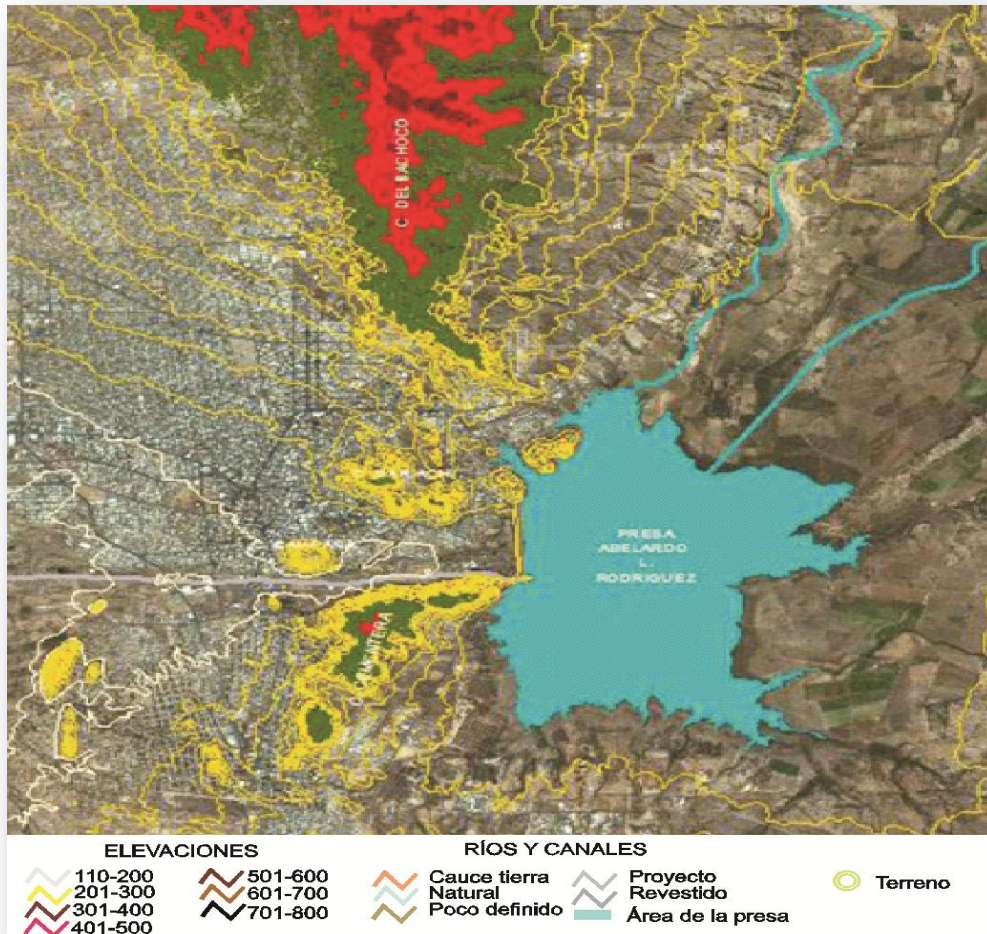 C. DEL BACHOCO
PRESA
ABELARDO
L.
RODRIGUEZ
ELEVACIONES
110-200
201-300
301-400
401-500
501-600
601-700
701-800
RÍOS Y CANALES
Cauce tierra
Natural
Poco definido
Proyecto
Revestido
Área de la presa
Terreno